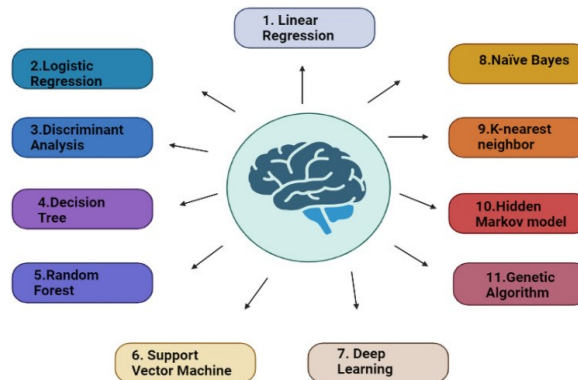 1. Linear
Regression
2.Logistic
Regression
3.Discriminant
Analysis
4.Decision
Tree
5.Random
Forest
6. Support
Vector Machine
7. Deep
Learning
8.Naïve Bayes
9.K-nearest
neighbor
10.Hidden
Markov model
11.Genetic
Algorithm